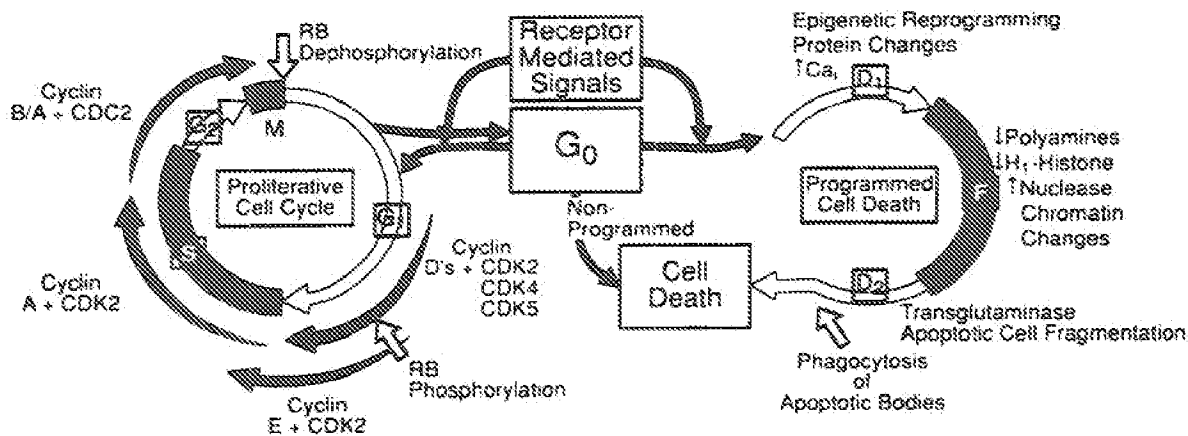 RB
Dephosphorylation
Cyclin
B/A + CDC2
G2
M
Proliferative
Cell Cycle
G1
S
Cyclin
A + CDK2
Cyclin
D's + CDK2
CDK4
CDK5
RB
Phosphorylation
Cyclin
E + CDK2
Receptor
Mediated
Signals
G0
Non-
Programmed
Cell
Death
Epigenetic Reprogramming
Protein Changes
↑Cai
D1
F
↓Polyamines
↓H1-Histone
↑Nuclease
Chromatin
Changes
Programmed
Cell Death
D2
Transglutaminase
Apoptotic Cell Fragmentation
Phagocytosis
of
Apoptotic Bodies